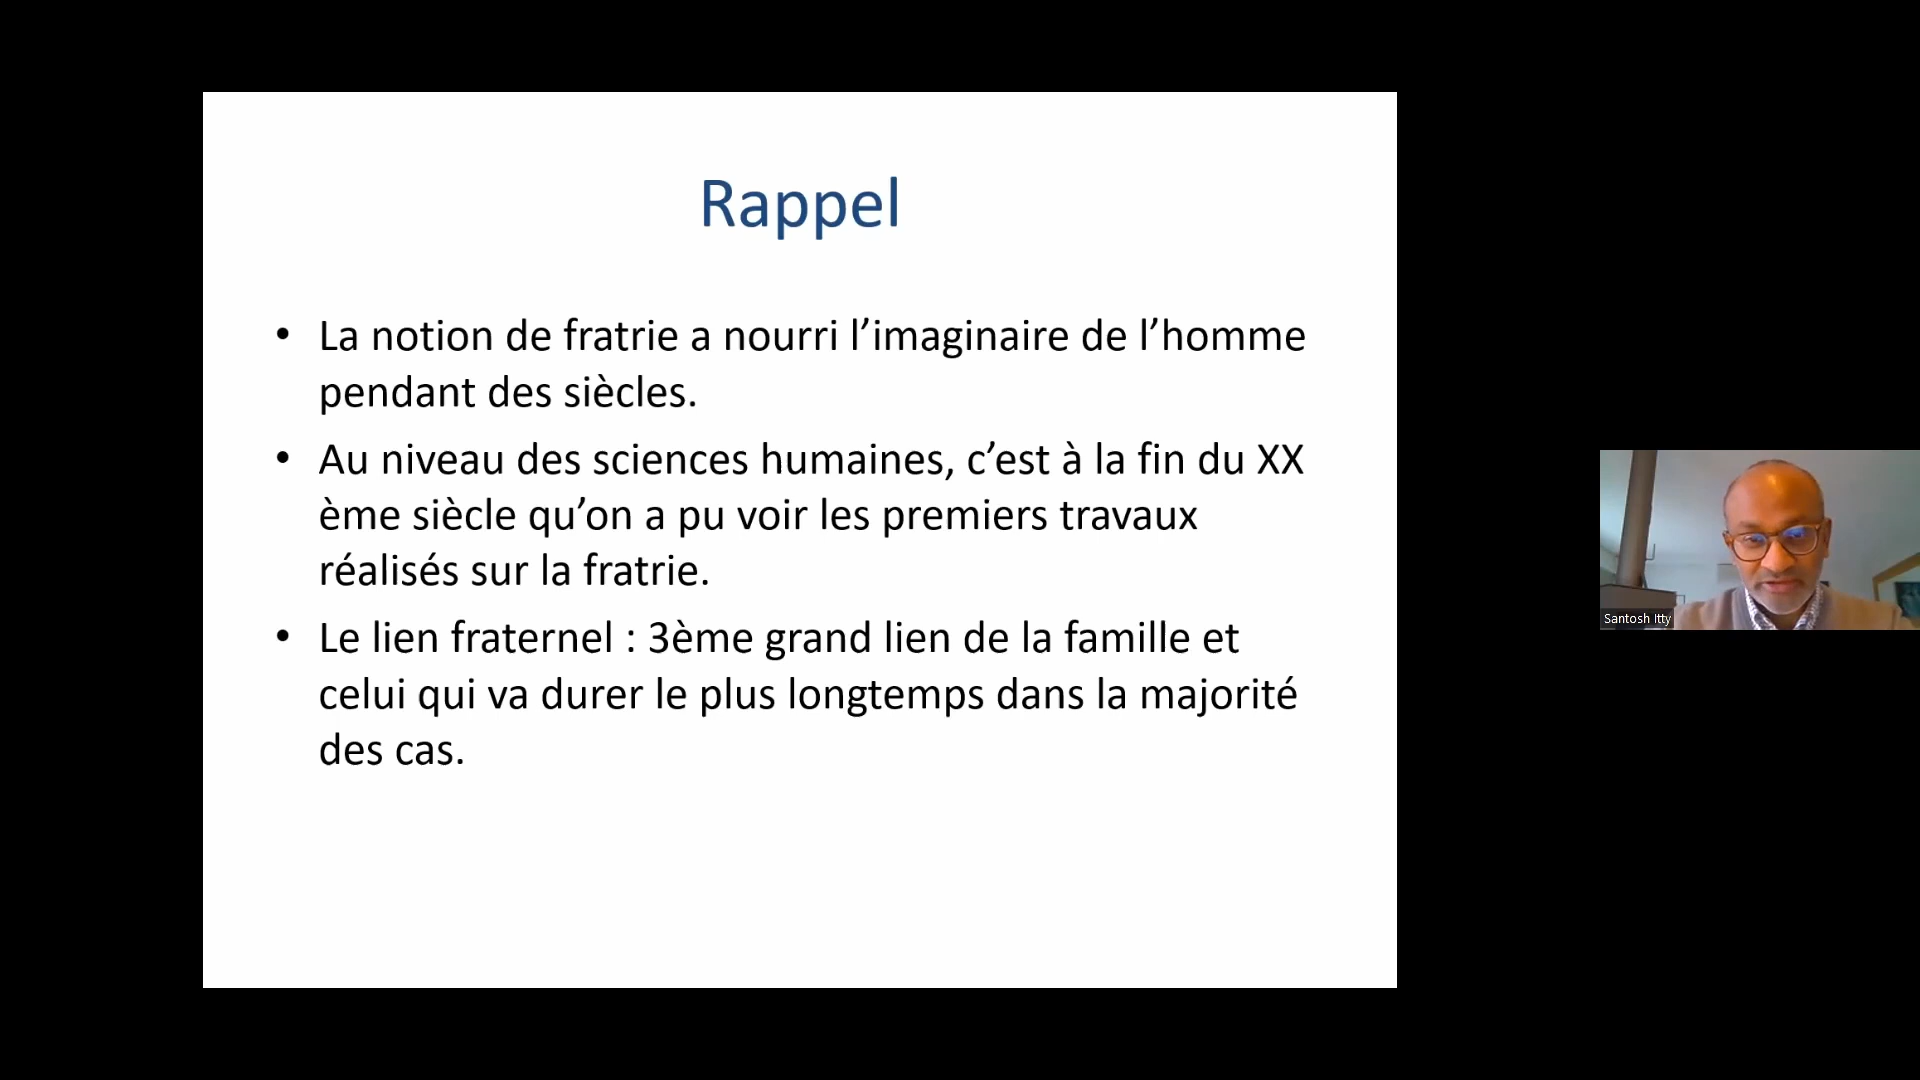 Rappel
• La notion de fratrie a nourri l’imaginaire de l’homme
pendant des siècles.
• Au niveau des sciences humaines, c’est à la fin du XX
ème siècle qu’on a pu voir les premiers travaux
réalisés sur la fratrie.
• Le lien fraternel : 3ème grand lien de la famille et
celui qui va durer le plus longtemps dans la majorité
des cas.
Santosh Itty